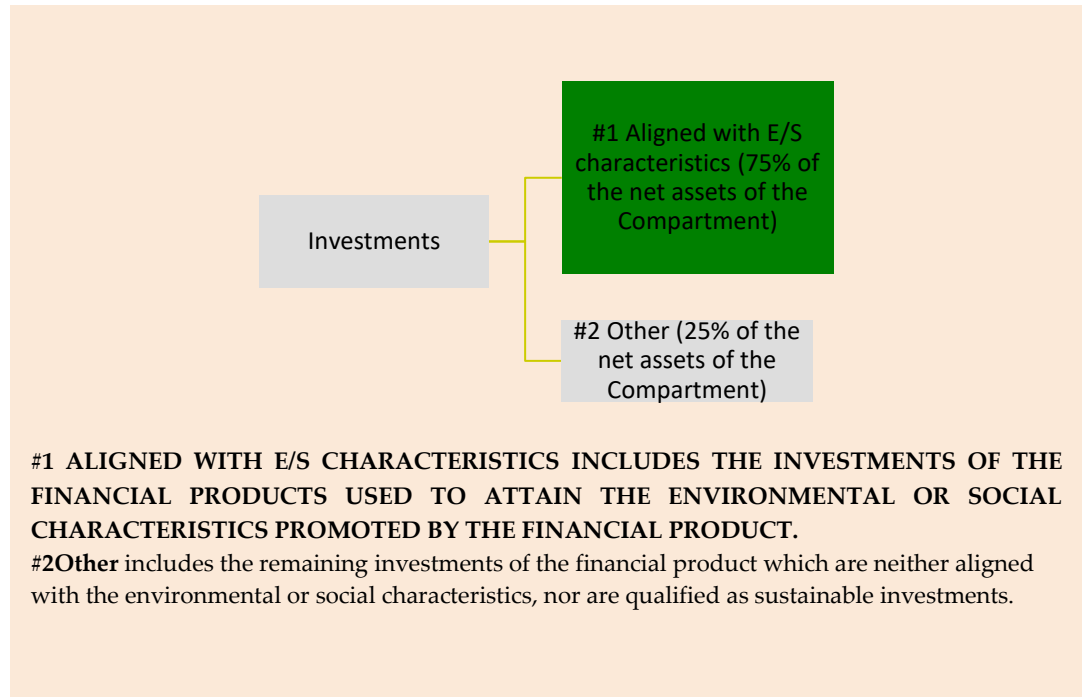 #1 Aligned with E/S
characteristics (75% of
the net assets of the
Compartment)
Investments
#2 Other (25% of the
net assets of the
Compartment)
#1 ALIGNED WITH E/S CHARACTERISTICS INCLUDES THE INVESTMENTS OF THE
FINANCIAL PRODUCTS USED TO ATTAIN THE ENVIRONMENTAL OR SOCIAL
CHARACTERISTICS PROMOTED BY THE FINANCIAL PRODUCT.
#2Other includes the remaining investments of the financial product which are neither aligned
with the environmental or social characteristics, nor are qualified as sustainable investments.